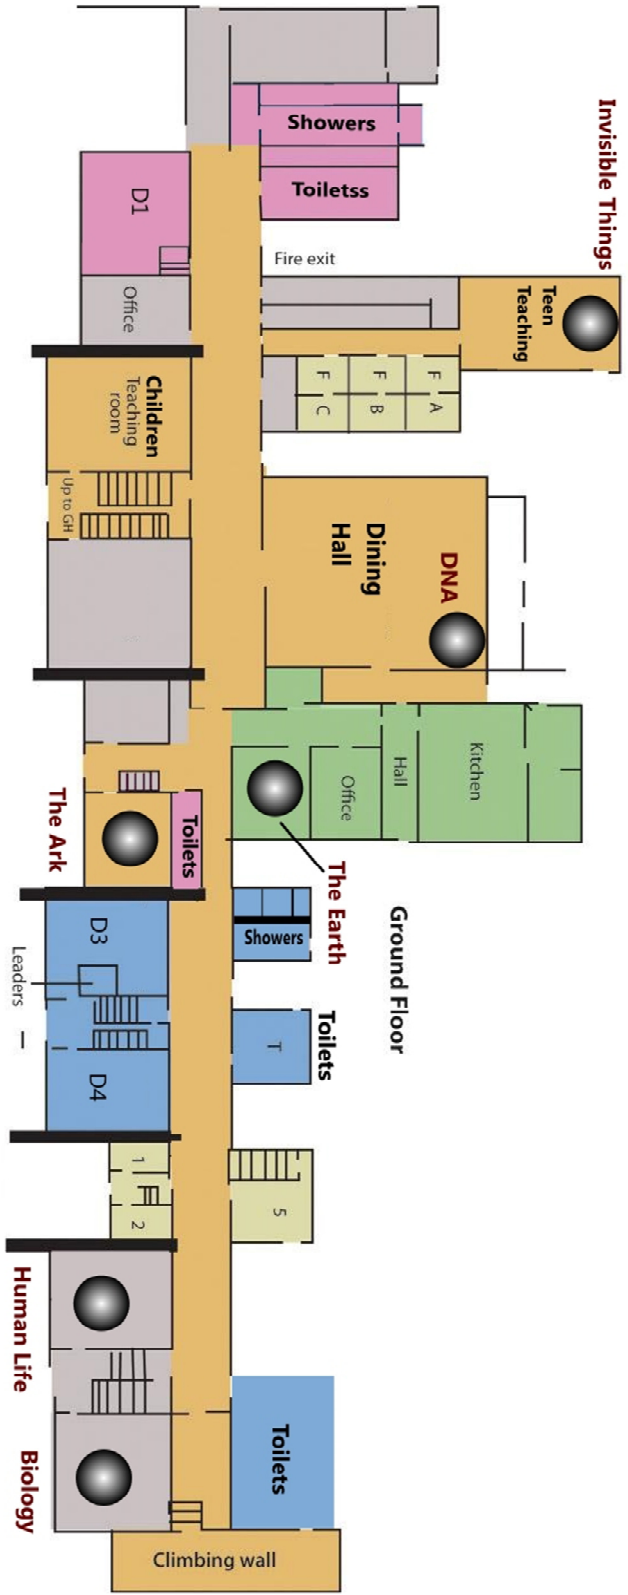 Showers
Toiletss
Invisible Things
D1
Fire exit
Office
Teen
Teaching
F
F
F
C
B
A
Children
Teaching
room
Up to GH
Dining
Hall
DNA
Kitchen
Hall
Office
The Ark
Toilets
The Earth
Ground Floor
D3
Showers
Leaders
Toilets
T
D4
1
2
5
Human Life
Toilets
Biology
Climbing wall